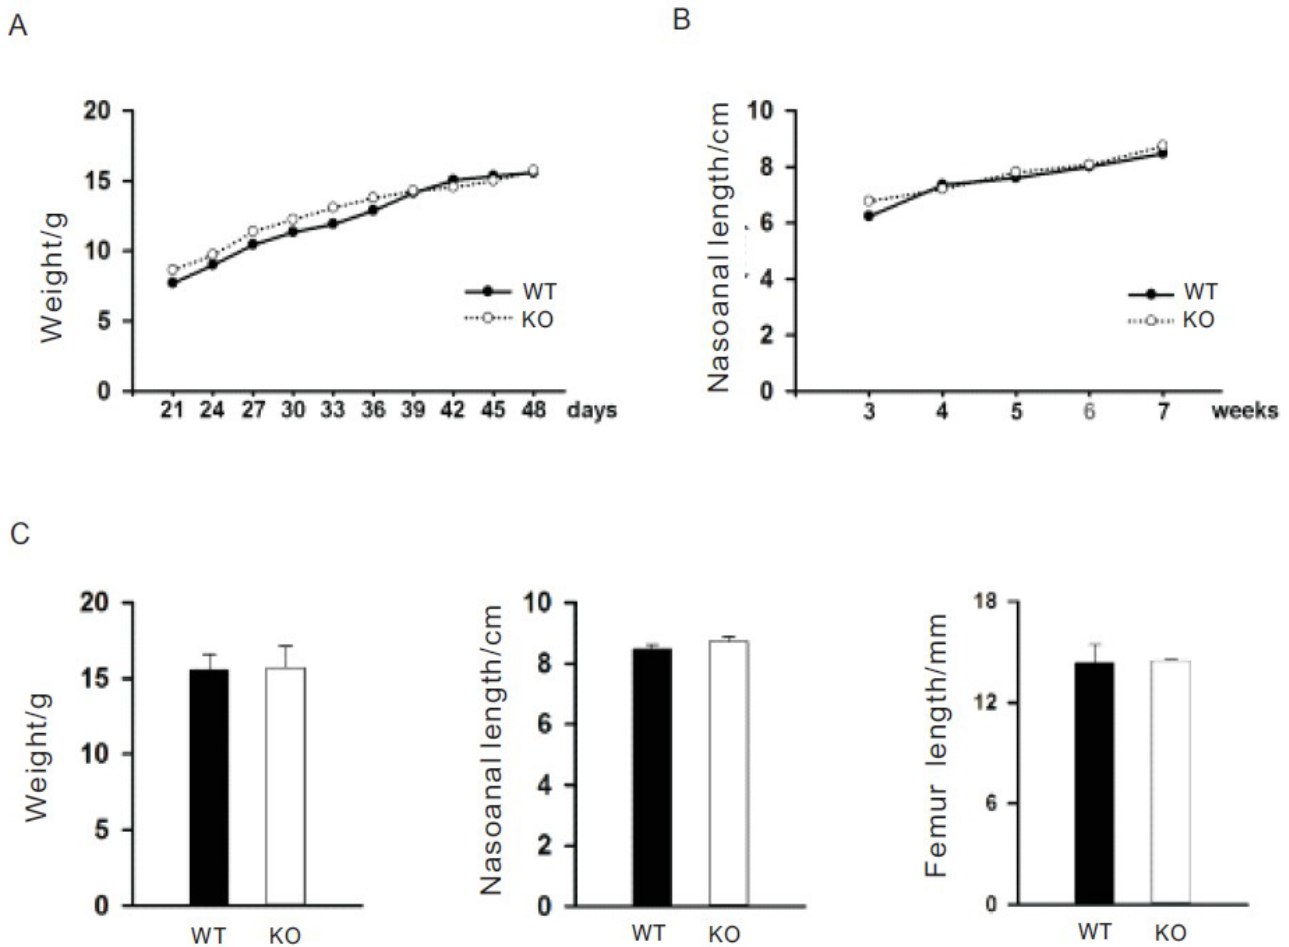 A
B
20
15
10
5
0
Weight/g
WT
KO
21 24 27 30 33 36 39 42 45 48 days
10
8
6
4
2
0
Nasoanal length/cm
WT
KO
3 4 5 6 7 weeks
C
20
15
10
5
0
Weight/g
WT KO
10
8
6
4
2
0
Nasoanal length/cm
WT KO
18
12
6
0
Femur length/mm
WT KO